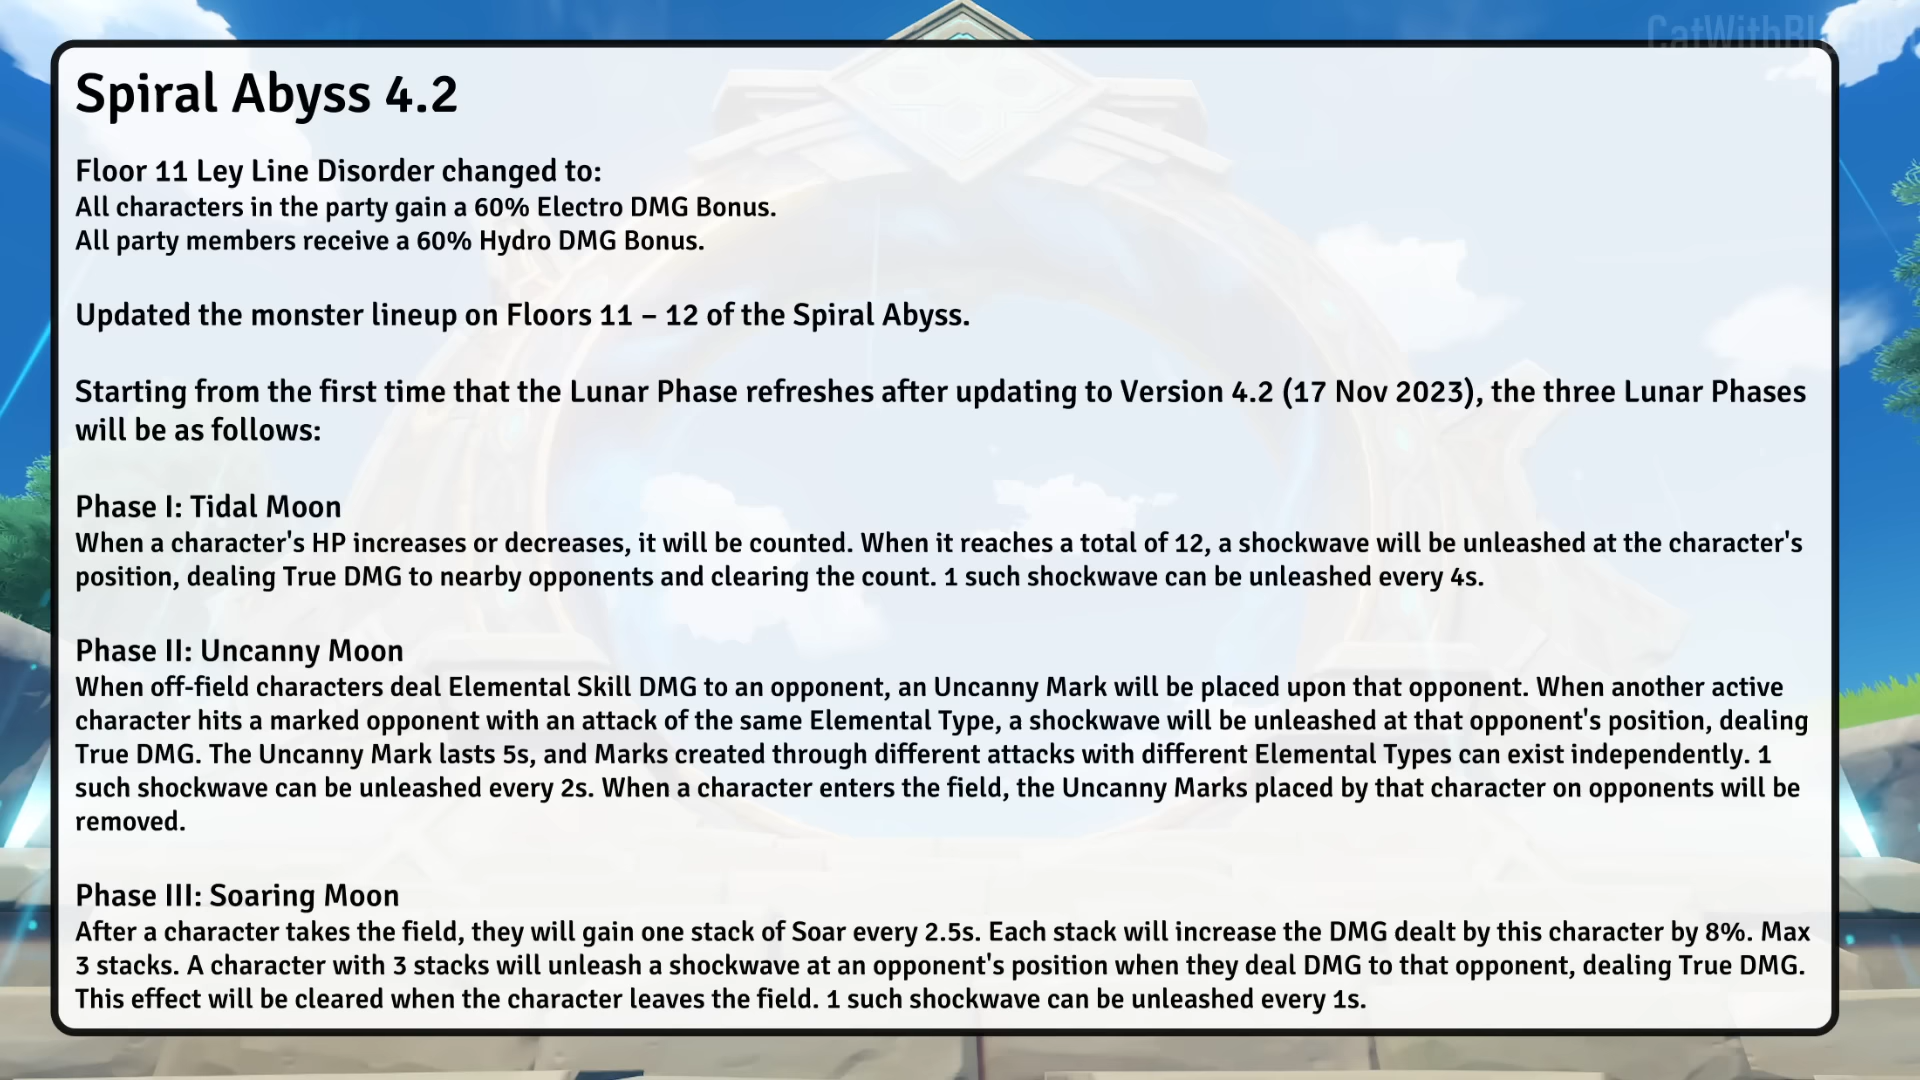 CatWithBl
Spiral Abyss 4.2
Floor 11 Ley Line Disorder changed to:
All characters in the party gain a 60% Electro DMG Bonus.
All party members receive a 60% Hydro DMG Bonus.
Updated the monster lineup on Floors 11 – 12 of the Spiral Abyss.
Starting from the first time that the Lunar Phase refreshes after updating to Version 4.2 (17 Nov 2023), the three Lunar Phases
will be as follows:
Phase I: Tidal Moon
When a character's HP increases or decreases, it will be counted. When it reaches a total of 12, a shockwave will be unleashed at the character's
position, dealing True DMG to nearby opponents and clearing the count. 1 such shockwave can be unleashed every 4s.
Phase II: Uncanny Moon
When off-field characters deal Elemental Skill DMG to an opponent, an Uncanny Mark will be placed upon that opponent. When another active
character hits a marked opponent with an attack of the same Elemental Type, a shockwave will be unleashed at that opponent's position, dealing
True DMG. The Uncanny Mark lasts 5s, and Marks created through different attacks with different Elemental Types can exist independently. 1
such shockwave can be unleashed every 2s. When a character enters the field, the Uncanny Marks placed by that character on opponents will be
removed.
Phase III: Soaring Moon
After a character takes the field, they will gain one stack of Soar every 2.5s. Each stack will increase the DMG dealt by this character by 8%. Max
3 stacks. A character with 3 stacks will unleash a shockwave at an opponent's position when they deal DMG to that opponent, dealing True DMG.
This effect will be cleared when the character leaves the field. 1 such shockwave can be unleashed every 1s.